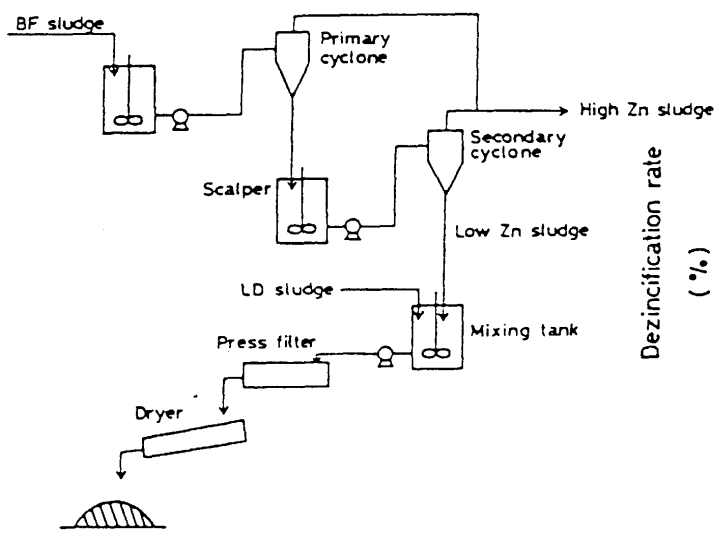 BF sludge
Primary
cyclone
High Zn sludge
Secondary
cyclone
Scalper
Low Zn sludge
LD sludge
Mixing tank
Press filter
Dryer
Dezincification rate
(%)